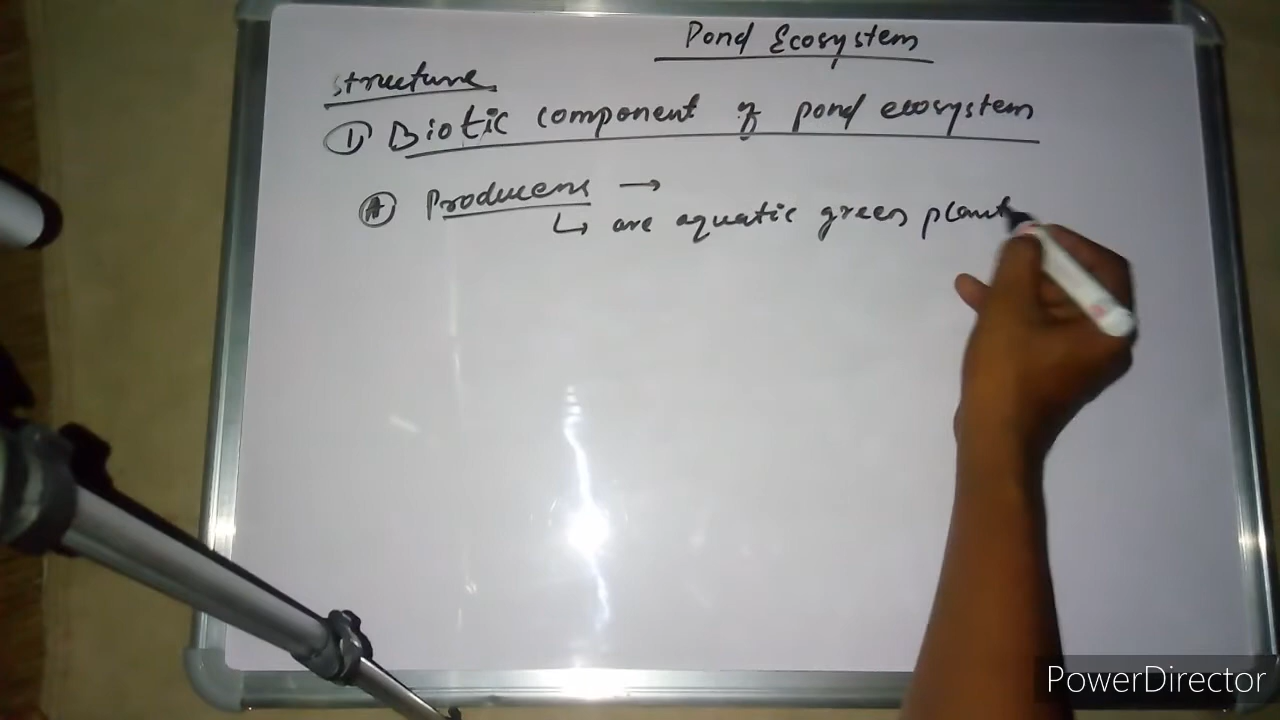 Pond Ecosystem
structure
① Biotic component of pond ecosystem
Ⓐ Producers →
↳ are aquatic green plant
PowerDirector